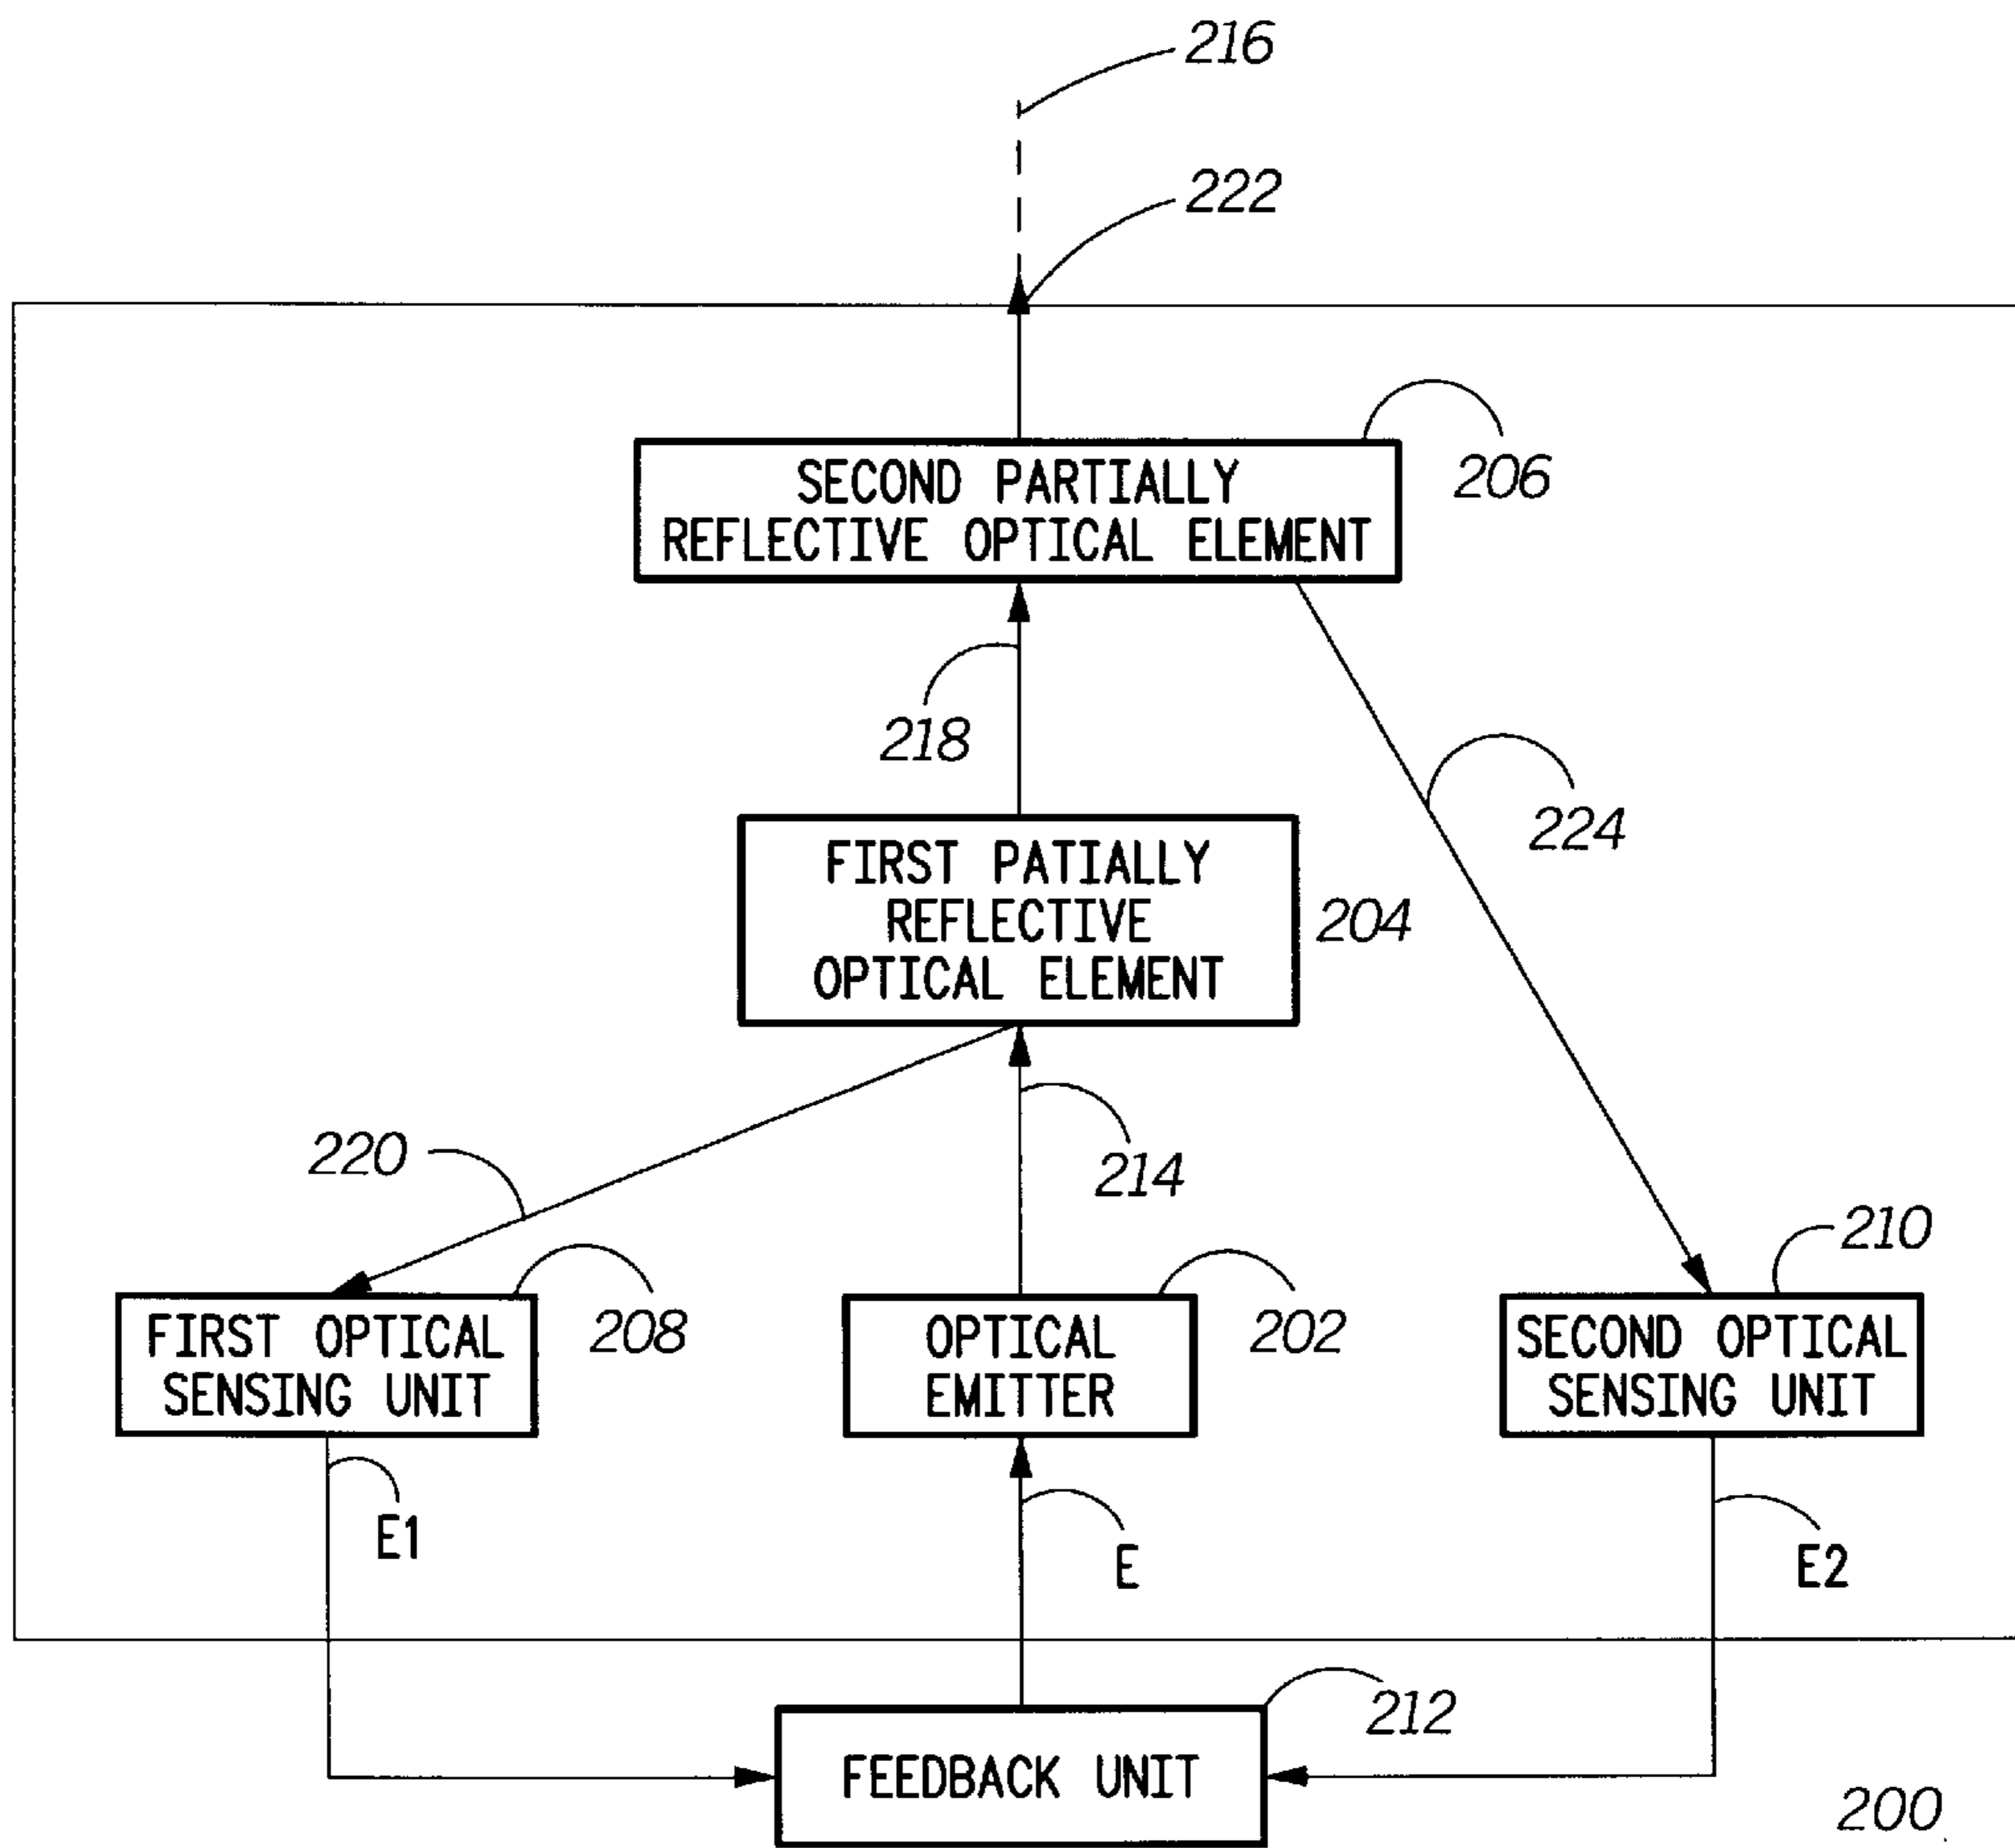 216
222
206
SECOND PARTIALLY
REFLECTIVE OPTICAL ELEMENT
218
224
FIRST PATIALLY
REFLECTIVE
OPTICAL ELEMENT
204
220
214
210
FIRST OPTICAL
SENSING UNIT
208
OPTICAL
EMITTER
202
SECOND OPTICAL
SENSING UNIT
E1
E
E2
212
FEEDBACK UNIT
200